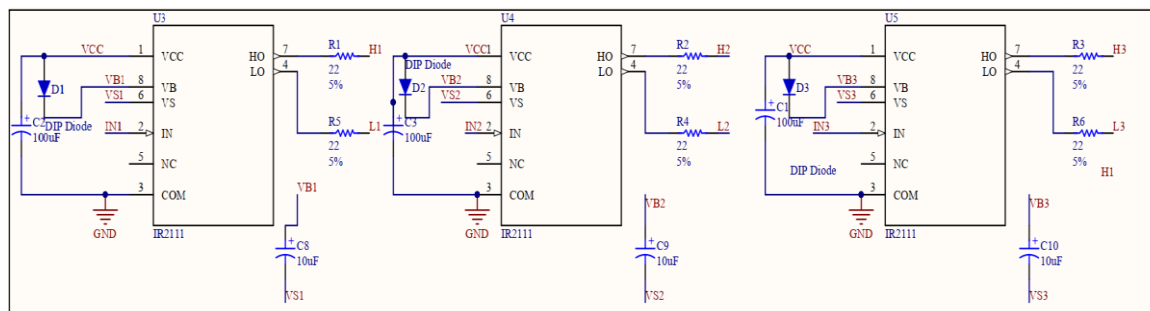 U3
VCC
1
VCC
HO
7
R1
H1
LO
4
22
5%
D1
VB1
8
VB
VS1
6
VS
C2
100uF
DIP Diode
IN1
2
IN
R5
L1
22
5%
5
NC
3
COM
GND
IR2111
VB1
C8
10uF
VS1
U4
VCC
1
VCC
HO
7
R2
H2
LO
4
22
5%
DIP Diode
D2
VB2
8
VB
VS2
6
VS
C3
100uF
IN2
2
IN
R4
L2
22
5%
5
NC
3
COM
GND
IR2111
VB2
C9
10uF
VS2
U5
VCC
1
VCC
HO
7
R3
H3
LO
4
22
5%
D3
VB3
8
VB
VS3
6
VS
C1
100uF
IN3
2
IN
R6
L3
22
5%
H1
5
NC
DIP Diode
3
COM
GND
IR2111
VB3
C10
10uF
VS3